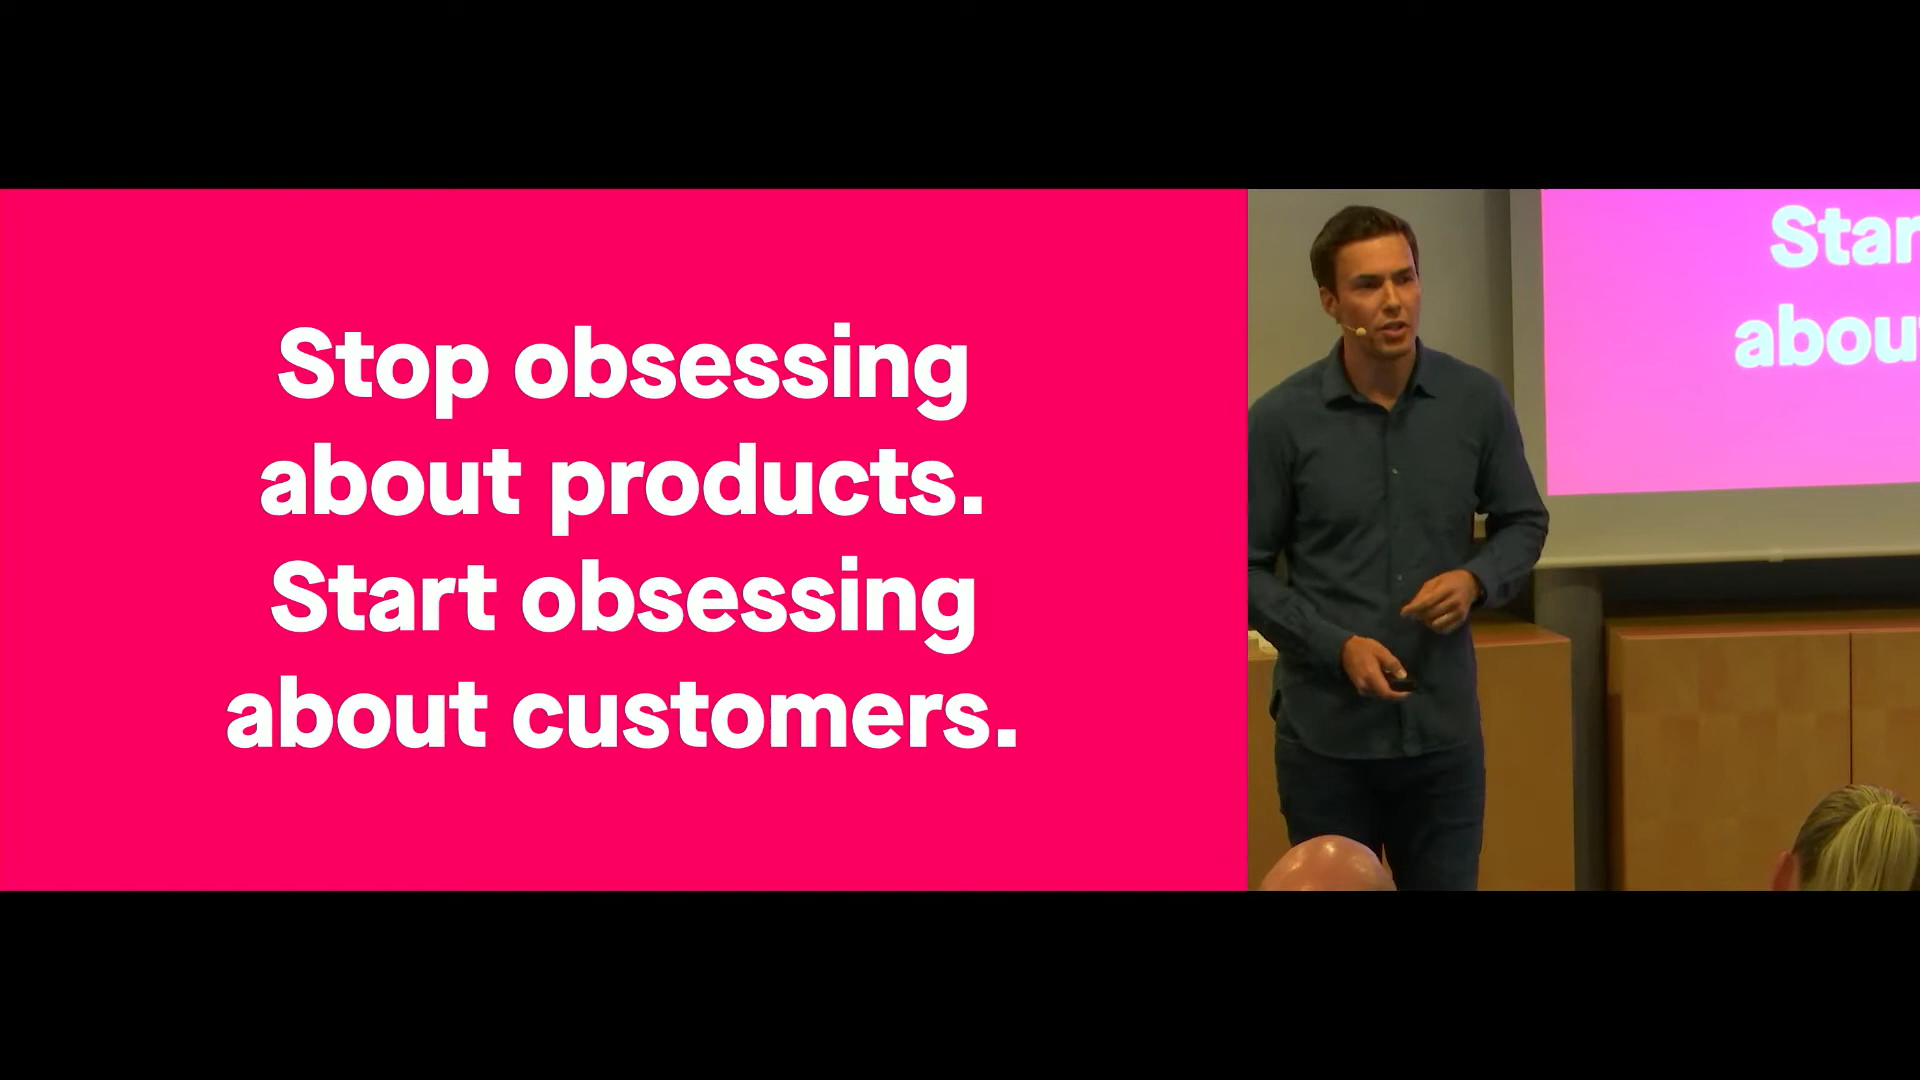 Stop obsessing
about products.
Start obsessing
about customers.
Star
abou